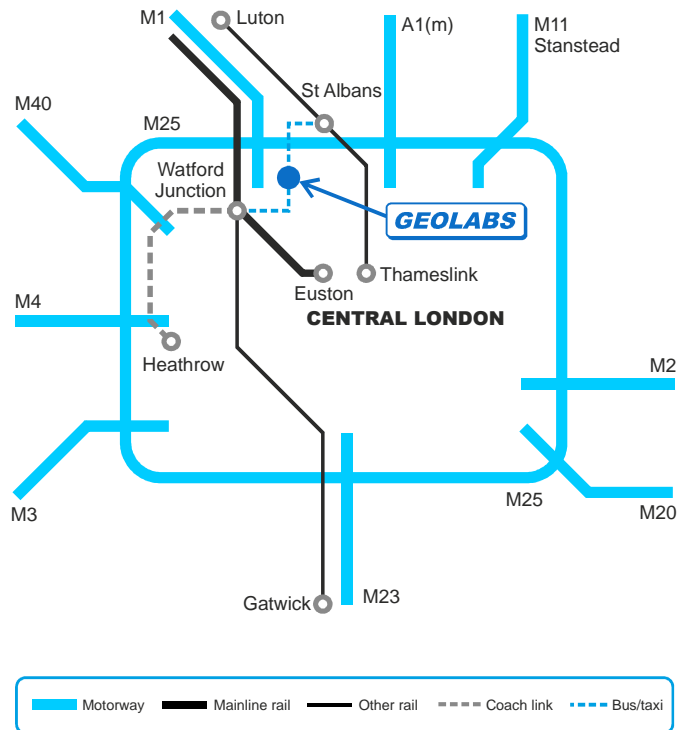 M1
Luton
A1(m)
M11
Stanstead
St Albans
M40
M25
Watford
Junction
GEOLABS
Thameslink
Euston
CENTRAL LONDON
M4
Heathrow
M2
M3
M25
M20
Gatwick
M23
Motorway
Mainline rail
Other rail
Coach link
Bus/taxi